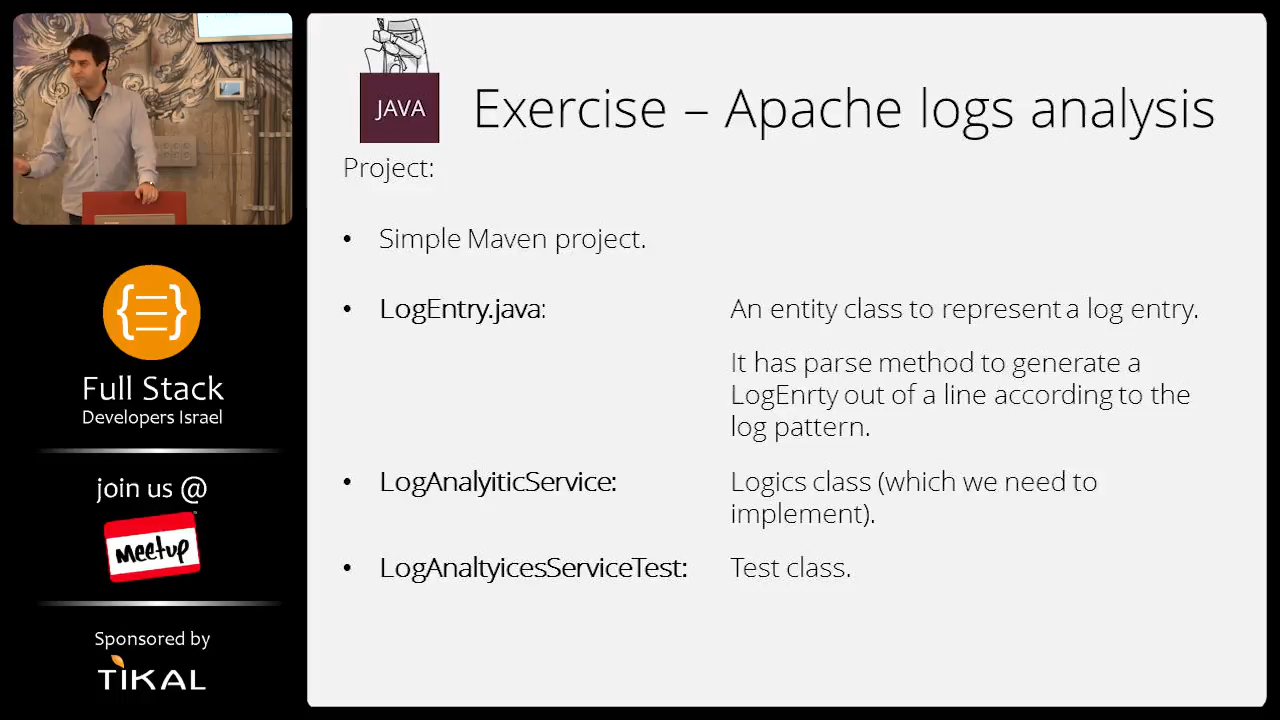 JAVA
Exercise – Apache logs analysis
Project:
• Simple Maven project.
• LogEntry.java: An entity class to represent a log entry.
It has parse method to generate a
LogEnrty out of a line according to the
log pattern.
• LogAnalyiticService: Logics class (which we need to
implement).
• LogAnaltyicesServiceTest: Test class.
{☰}
Full Stack
Developers Israel
join us @
meetup
Sponsored by
TIKAL